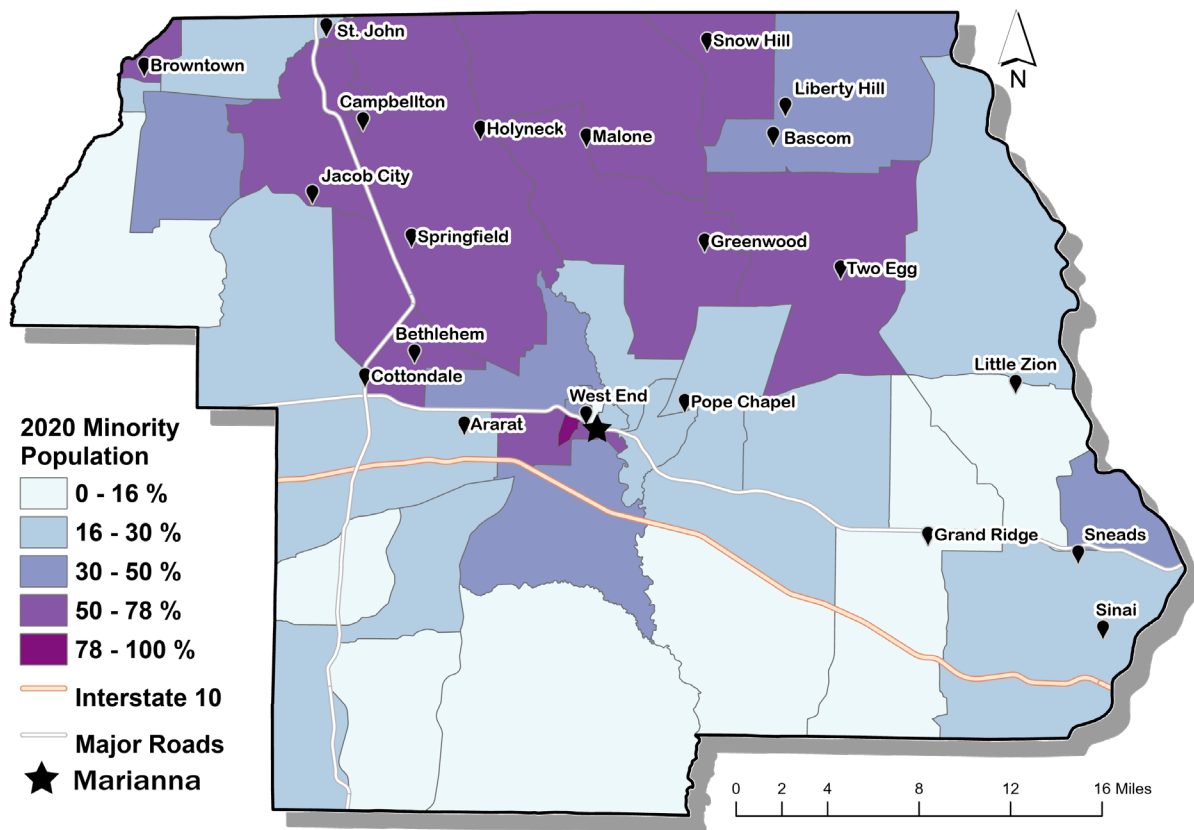 St. John
Snow Hill
N
Browntown
Liberty Hill
Campbellton
Holyneck
Malone
Bascom
Jacob City
Springfield
Greenwood
Two Egg
Bethlehem
Little Zion
Cottondale
West End
Pope Chapel
Ararat
Grand Ridge
Sneads
Sinai
2020 Minority
Population
0 - 16 %
16 - 30 %
30 - 50 %
50 - 78 %
78 - 100 %
Interstate 10
Major Roads
Marianna
0 4 8 12 16 Miles